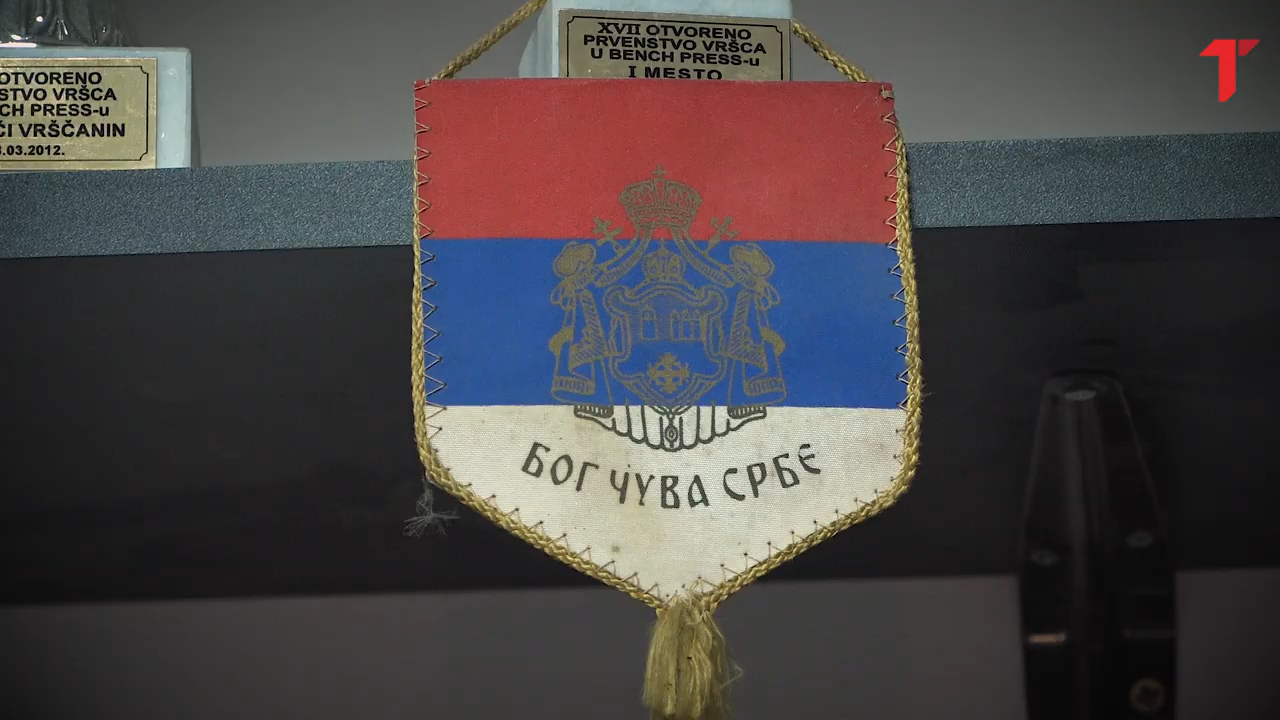 XVII OTVORENO
PRVENSTVO VRŠCA
U BENCH PRESS-u
I MESTO
OTVORENO
STVO VRŠCA
CH PRESS-u
ČI VRŠČANIN
.03.2012.
БОГ ЧУВА СРБЕ